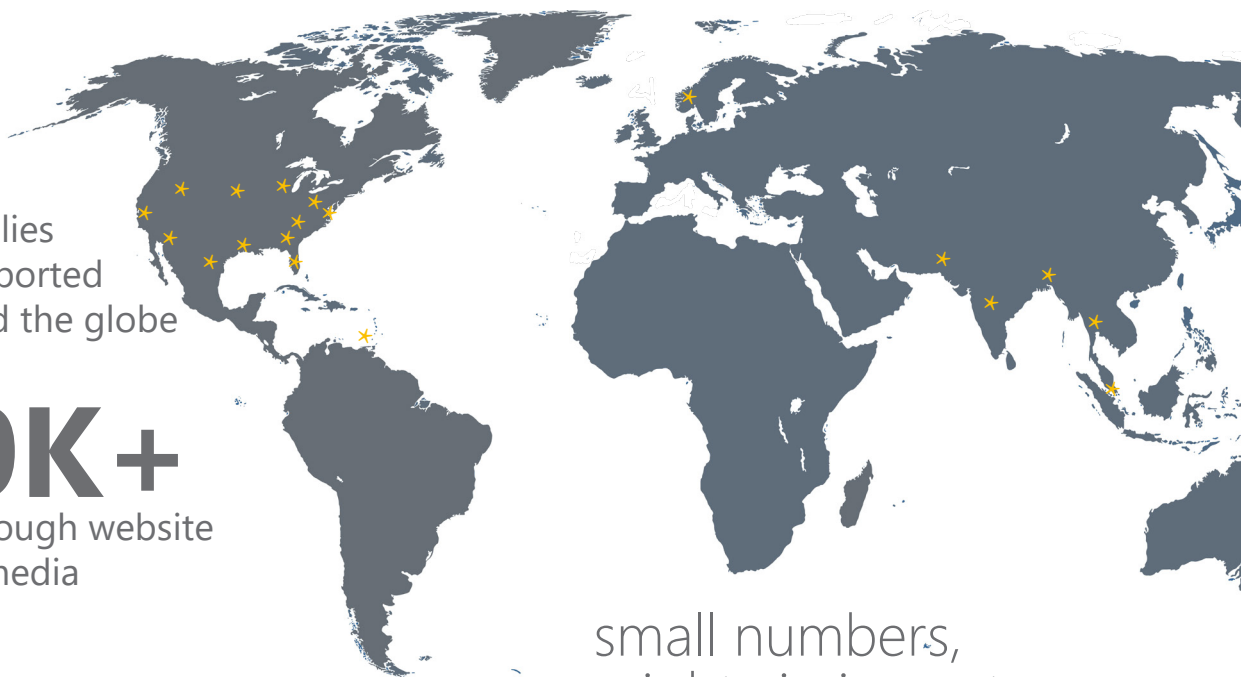 lies
ported
d the globe
0K+
ough website
media
small numbers,